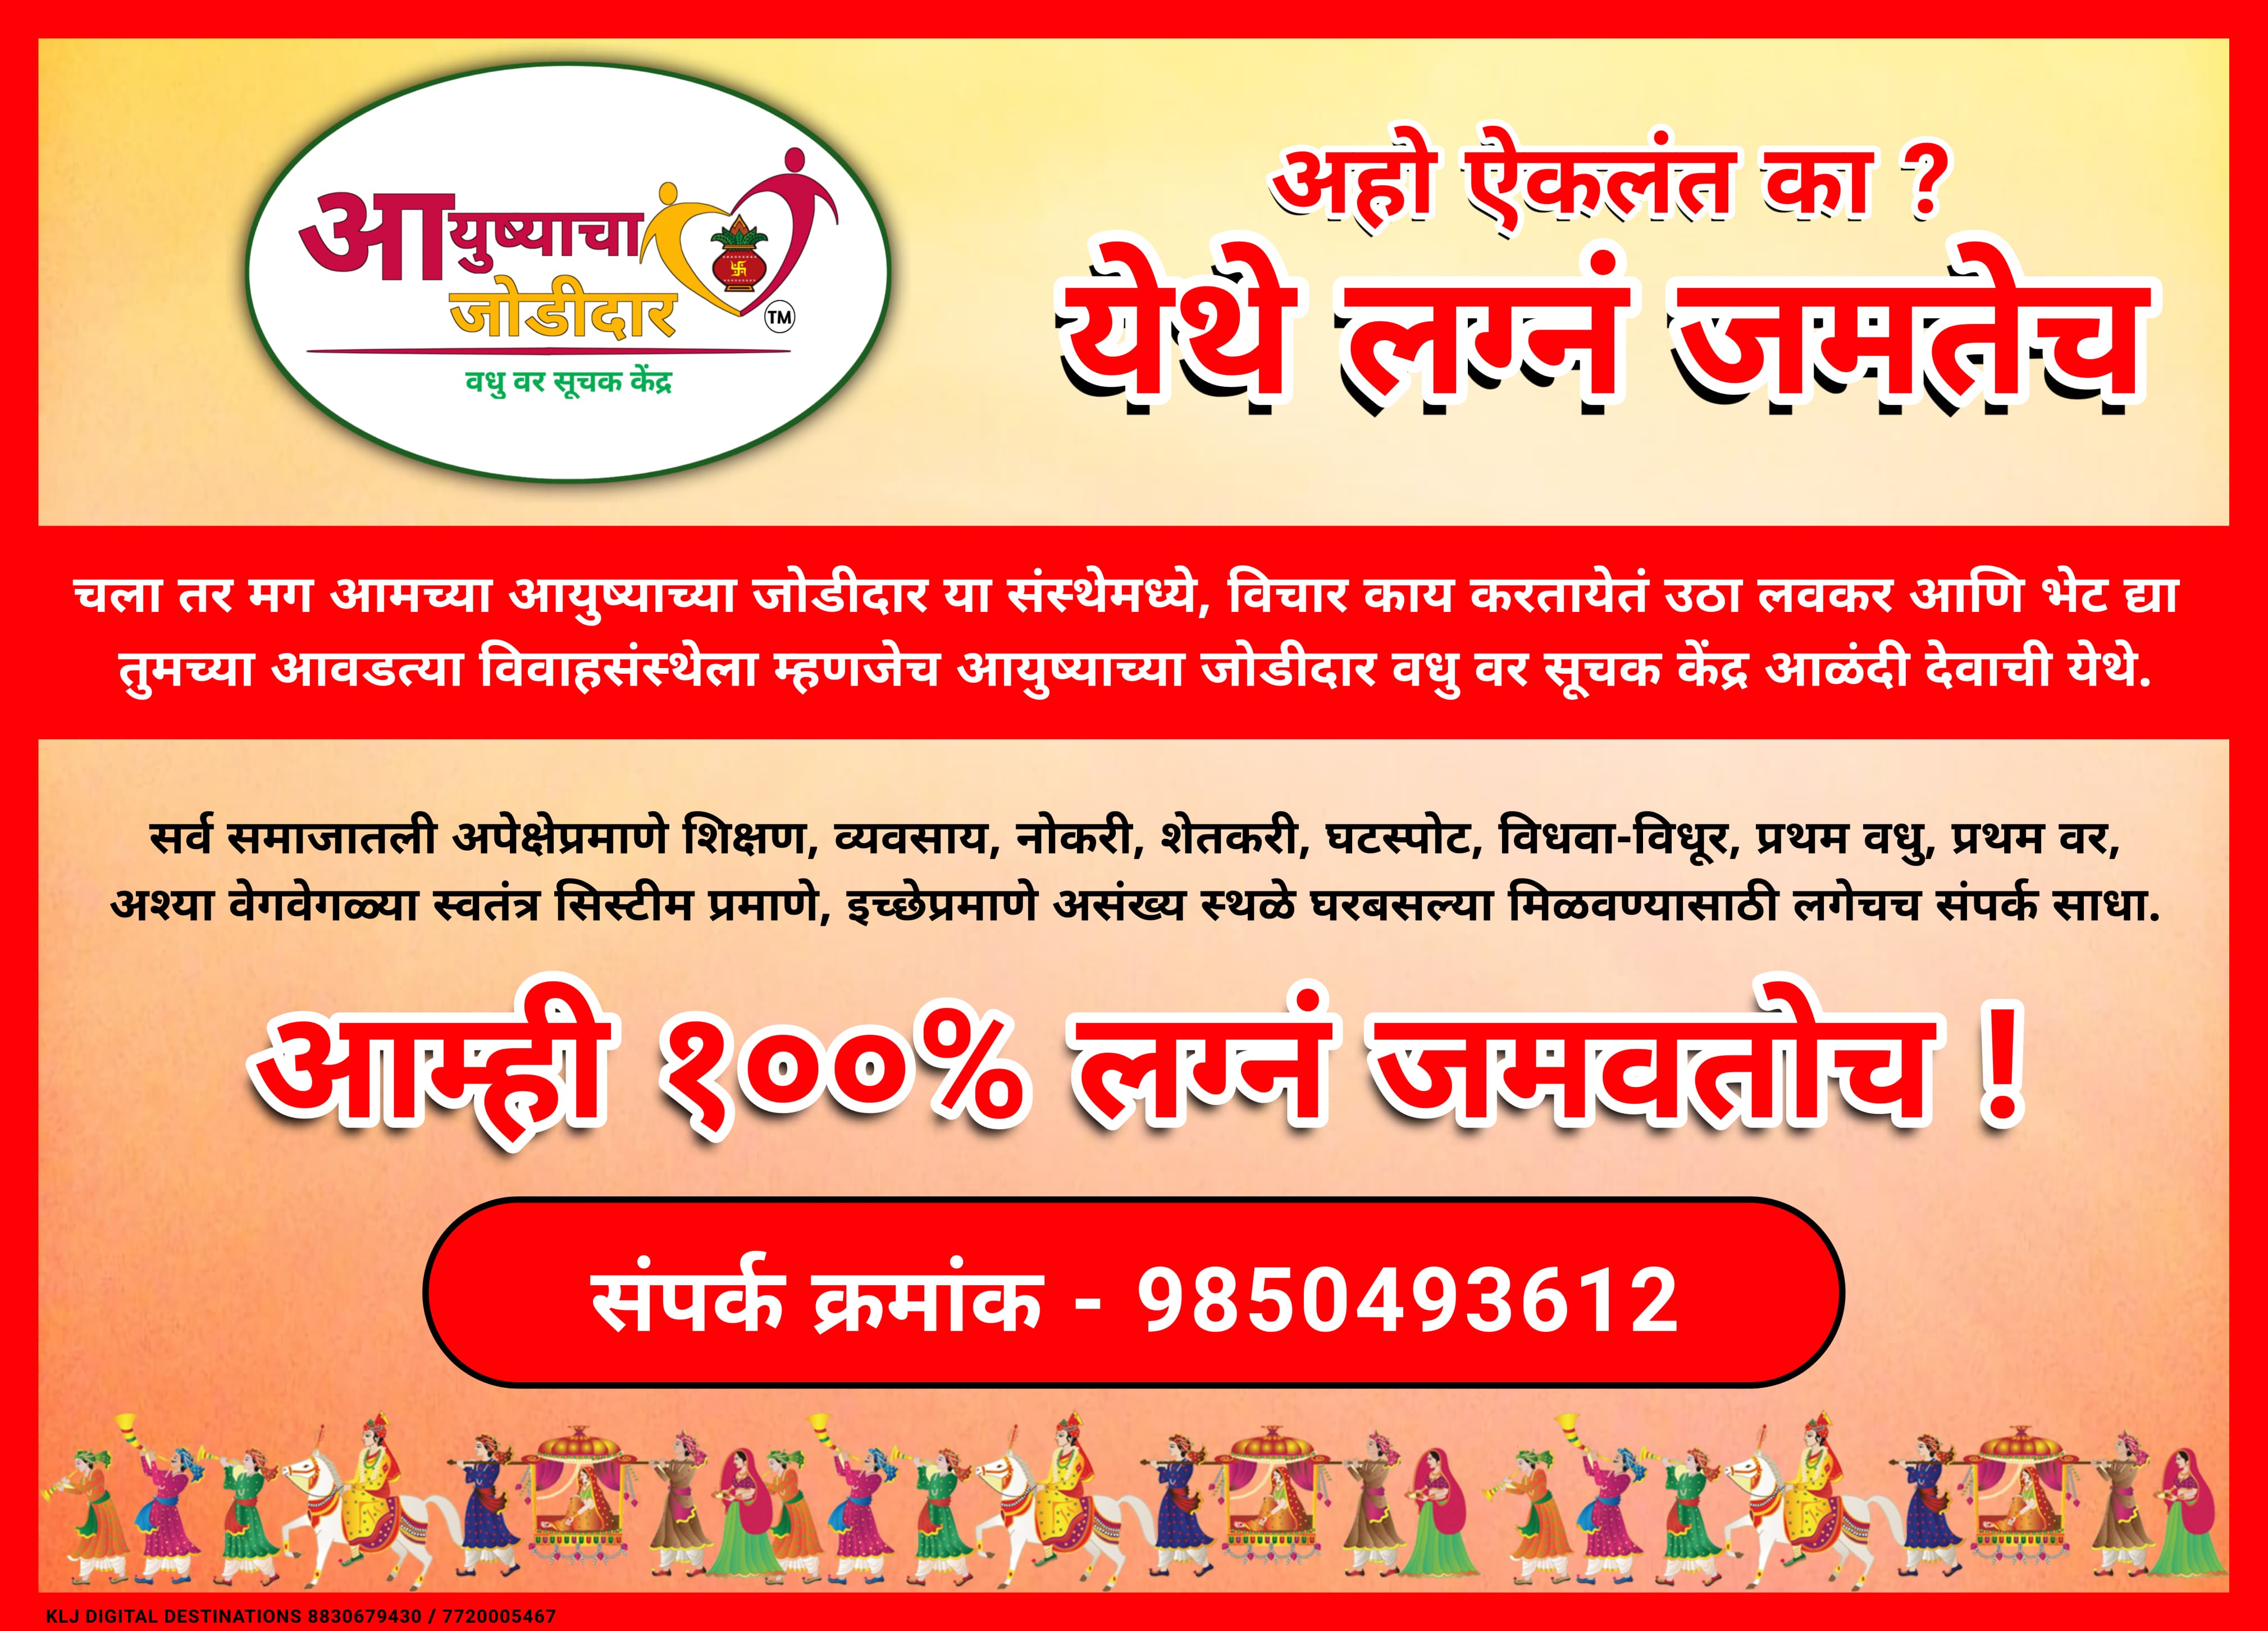 आयुष्याचा
जोडीदार
TM
वधु वर सूचक केंद्र
अहो ऐकलंत का ?
येथे लग्नं जमतेच
चला तर मग आमच्या आयुष्याच्या जोडीदार या संस्थेमध्ये, विचार काय करतायेतं उठा लवकर आणि भेट द्या
तुमच्या आवडत्या विवाहसंस्थेला म्हणजेच आयुष्याच्या जोडीदार वधु वर सूचक केंद्र आळंदी देवाची येथे.
सर्व समाजातली अपेक्षेप्रमाणे शिक्षण, व्यवसाय, नोकरी, शेतकरी, घटस्पोट, विधवा-विधूर, प्रथम वधु, प्रथम वर,
अश्या वेगवेगळ्या स्वतंत्र सिस्टीम प्रमाणे, इच्छेप्रमाणे असंख्य स्थळे घरबसल्या मिळवण्यासाठी लगेचच संपर्क साधा.
आम्ही १००% लग्नं जमवतोच !
संपर्क क्रमांक - 9850493612
KLJ DIGITAL DESTINATIONS 8830679430 / 7720005467